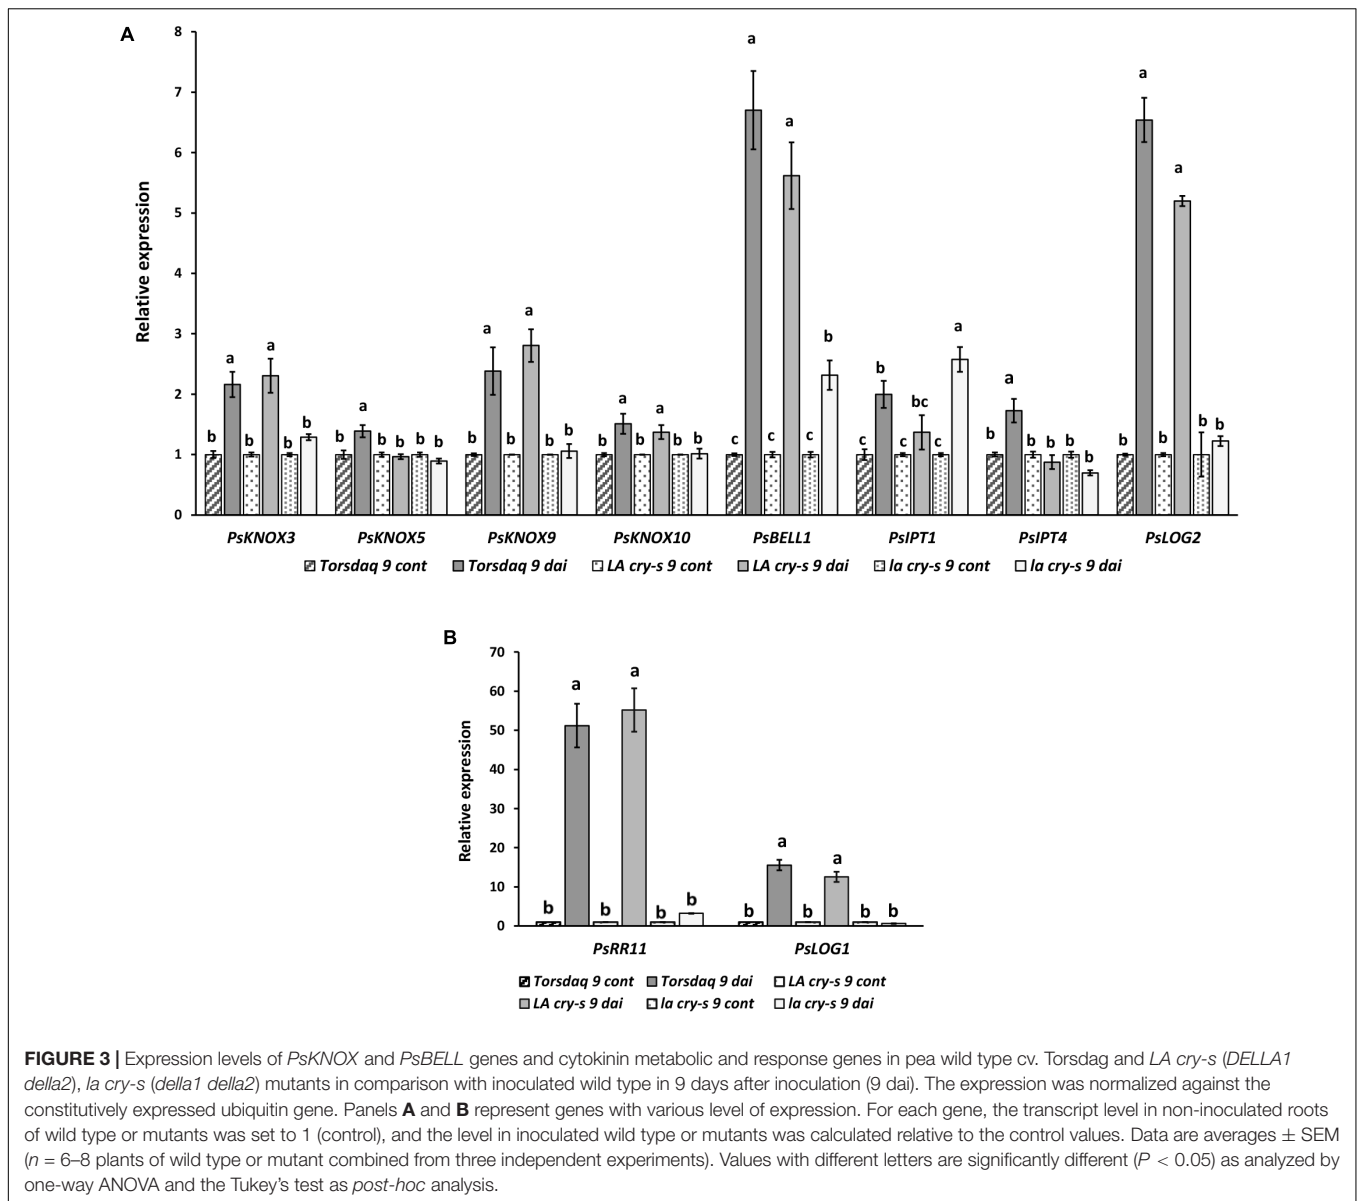 A
8
7
6
5
4
3
2
1
0
Relative expression
b a b a b b
b a b b b b
b a b a b b
b a b a b b
c a c a c b
c b c bc c a
b a b b b b
b a b a b b
PsKNOX3 PsKNOX5 PsKNOX9 PsKNOX10 PsBELL1 PsIPT1 PsIPT4 PsLOG2
Torsdaq 9 cont Torsdaq 9 dai LA cry-s 9 cont LA cry-s 9 dai la cry-s 9 cont la cry-s 9 dai
B
70
60
50
40
30
20
10
0
Relative expression
b a b a b b
b a b a b b
PsRR11 PsLOG1
Torsdaq 9 cont Torsdaq 9 dai LA cry-s 9 cont
LA cry-s 9 dai la cry-s 9 cont la cry-s 9 dai
FIGURE 3 | Expression levels of PsKNOX and PsBELL genes and cytokinin metabolic and response genes in pea wild type cv. Torsdag and LA cry-s (DELLA1
della2), la cry-s (della1 della2) mutants in comparison with inoculated wild type in 9 days after inoculation (9 dai). The expression was normalized against the
constitutively expressed ubiquitin gene. Panels A and B represent genes with various level of expression. For each gene, the transcript level in non-inoculated roots
of wild type or mutants was set to 1 (control), and the level in inoculated wild type or mutants was calculated relative to the control values. Data are averages ± SEM
(n = 6–8 plants of wild type or mutant combined from three independent experiments). Values with different letters are significantly different (P < 0.05) as analyzed by
one-way ANOVA and the Tukey's test as post-hoc analysis.